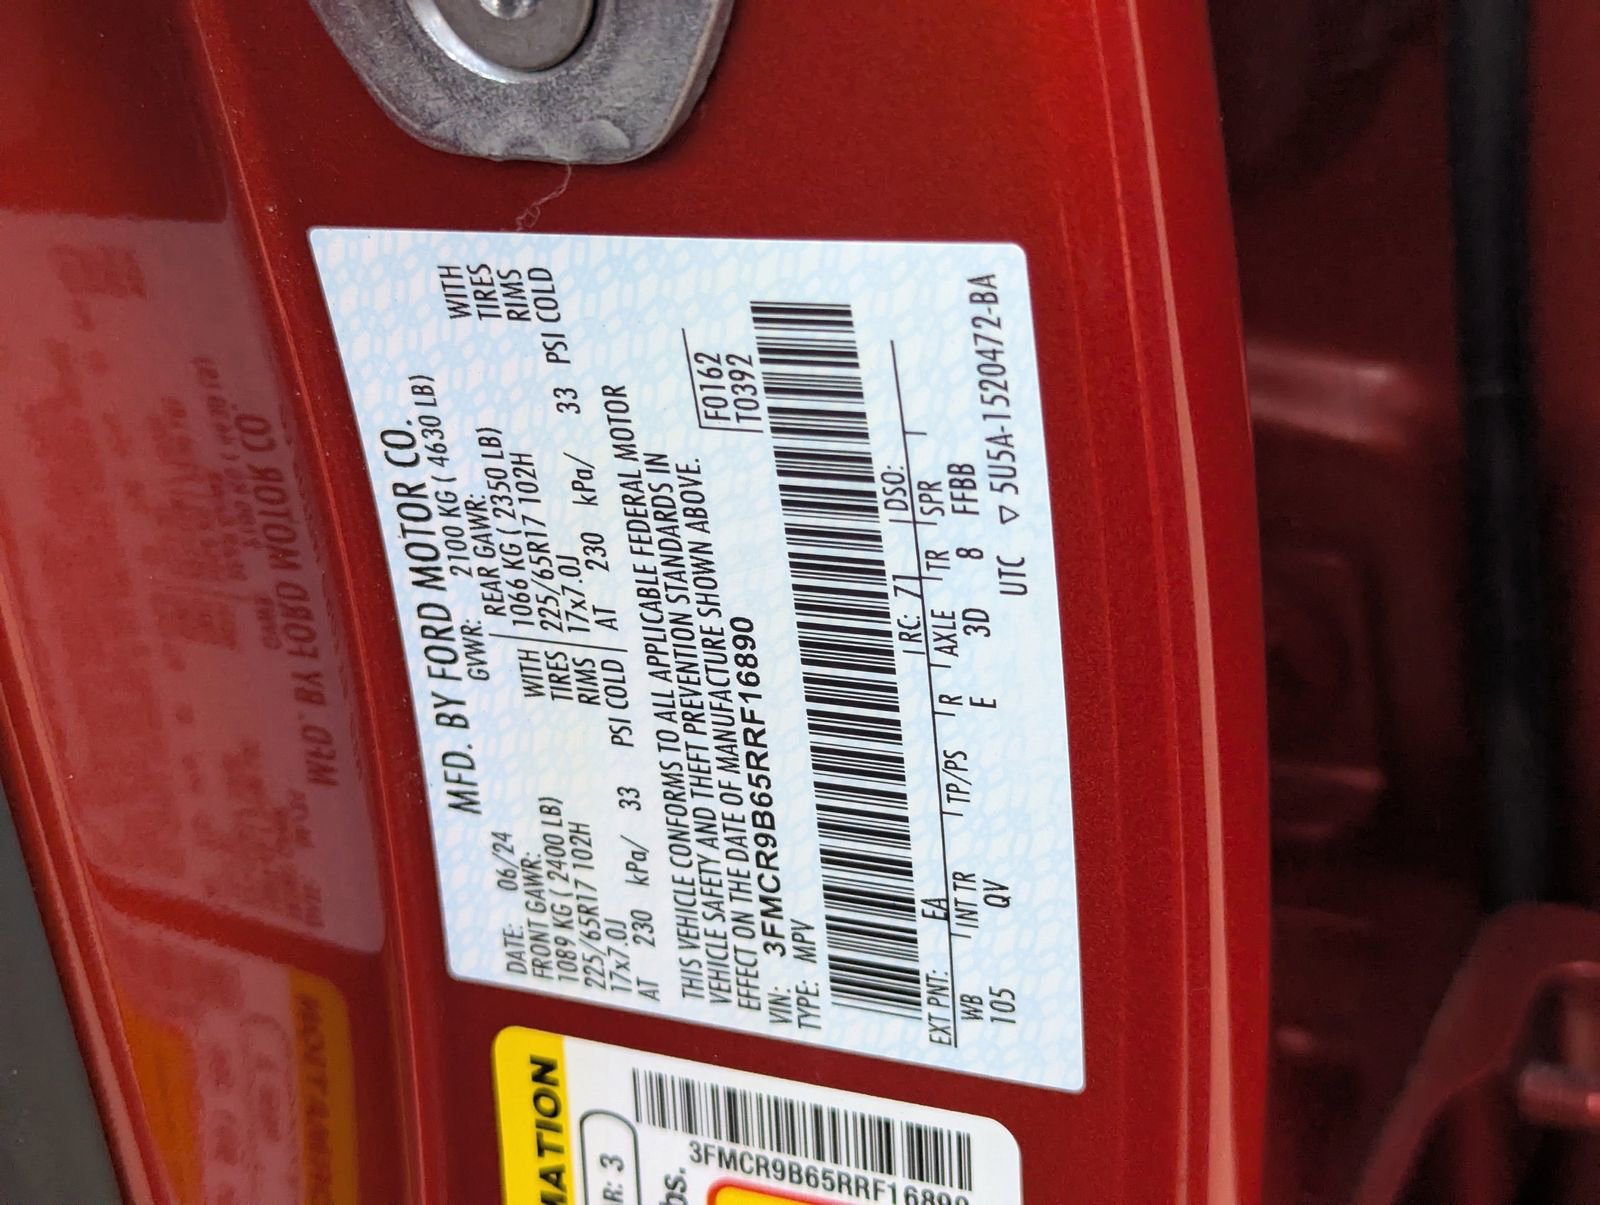 MFD. BY FORD MOTOR CO.
DATE: 06/24 GVWR: 2100 KG ( 4630 LB)
FRONT GAWR: REAR GAWR:
1089 KG ( 2400 LB) WITH 1066 KG ( 2350 LB) WITH
225/65R17 102H TIRES 225/65R17 102H TIRES
17x7.0J RIMS 17x7.0J RIMS
AT 230 kPa/ 33 PSI COLD AT 230 kPa/ 33 PSI COLD
THIS VEHICLE CONFORMS TO ALL APPLICABLE FEDERAL MOTOR
VEHICLE SAFETY AND THEFT PREVENTION STANDARDS IN
EFFECT ON THE DATE OF MANUFACTURE SHOWN ABOVE.
VIN: 3FMCR9B65RRF16890 F0162
TYPE: MPV T0392
EXT PNT: EA RC: 71 DSO:
WB INT TR TP/PS R AXLE TR SPR
105 QV E 3D 8 FFBB
UTC ▽ 5U5A-1520472-BA
MATION
R: 3
bs.
3FMCR9B65RRF16890